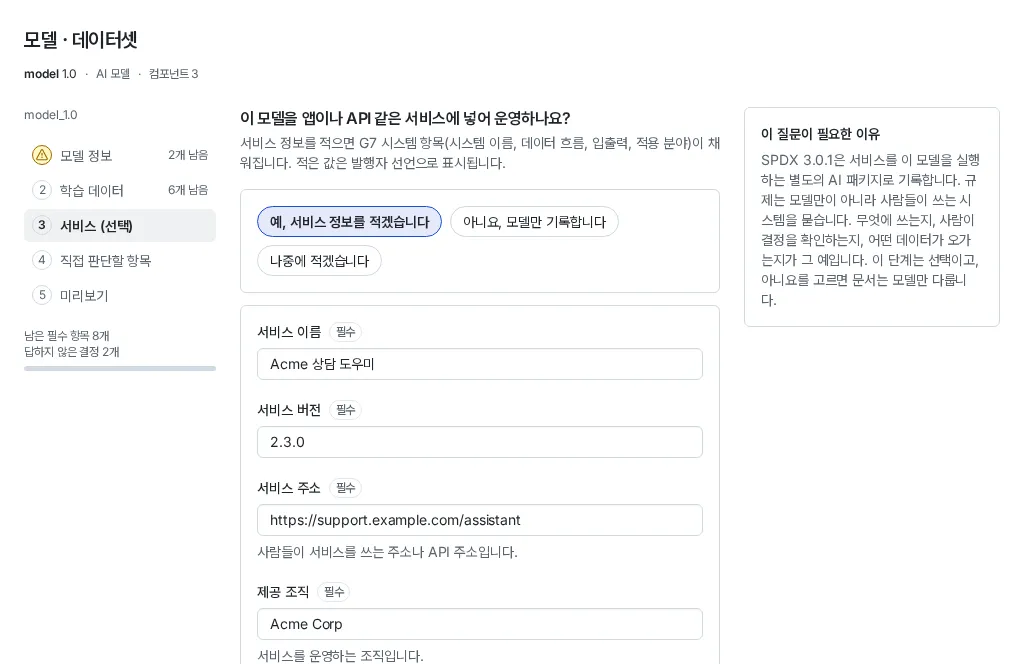 모델 · 데이터셋
model 1.0 · AI 모델 · 컴포넌트 3
model_1.0
모델 정보 2개 남음
2 학습 데이터 6개 남음
3 서비스 (선택)
4 직접 판단할 항목
5 미리보기
남은 필수 항목 8개
답하지 않은 결정 2개
이 모델을 앱이나 API 같은 서비스에 넣어 운영하나요?
서비스 정보를 적으면 G7 시스템 항목(시스템 이름, 데이터 흐름, 입출력, 적용 분야)이 채
워집니다. 적은 값은 발행자 선언으로 표시됩니다.
예, 서비스 정보를 적겠습니다
아니요, 모델만 기록합니다
나중에 적겠습니다
서비스 이름 필수
Acme 상담 도우미
서비스 버전 필수
2.3.0
서비스 주소 필수
https://support.example.com/assistant
사람들이 서비스를 쓰는 주소나 API 주소입니다.
제공 조직 필수
Acme Corp
서비스를 운영하는 조직입니다.
이 질문이 필요한 이유
SPDX 3.0.1은 서비스를 이 모델을 실행
하는 별도의 AI 패키지로 기록합니다. 규
제는 모델만이 아니라 사람들이 쓰는 시
스템을 묻습니다. 무엇에 쓰는지, 사람이
결정을 확인하는지, 어떤 데이터가 오가
는지가 그 예입니다. 이 단계는 선택이고,
아니요를 고르면 문서는 모델만 다룹니
다.